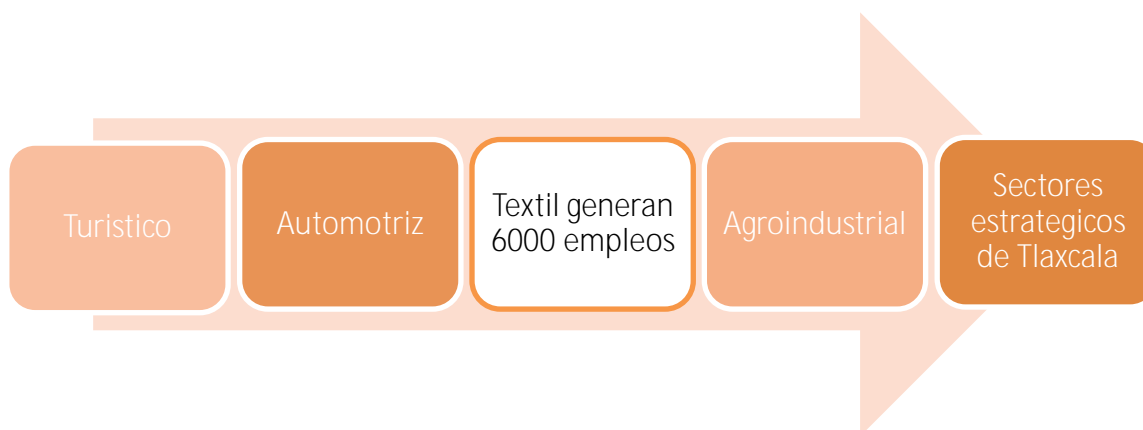 Turistico
Automotriz
Textil generan
6000 empleos
Agroindustrial
Sectores
estrategicos
de Tlaxcala